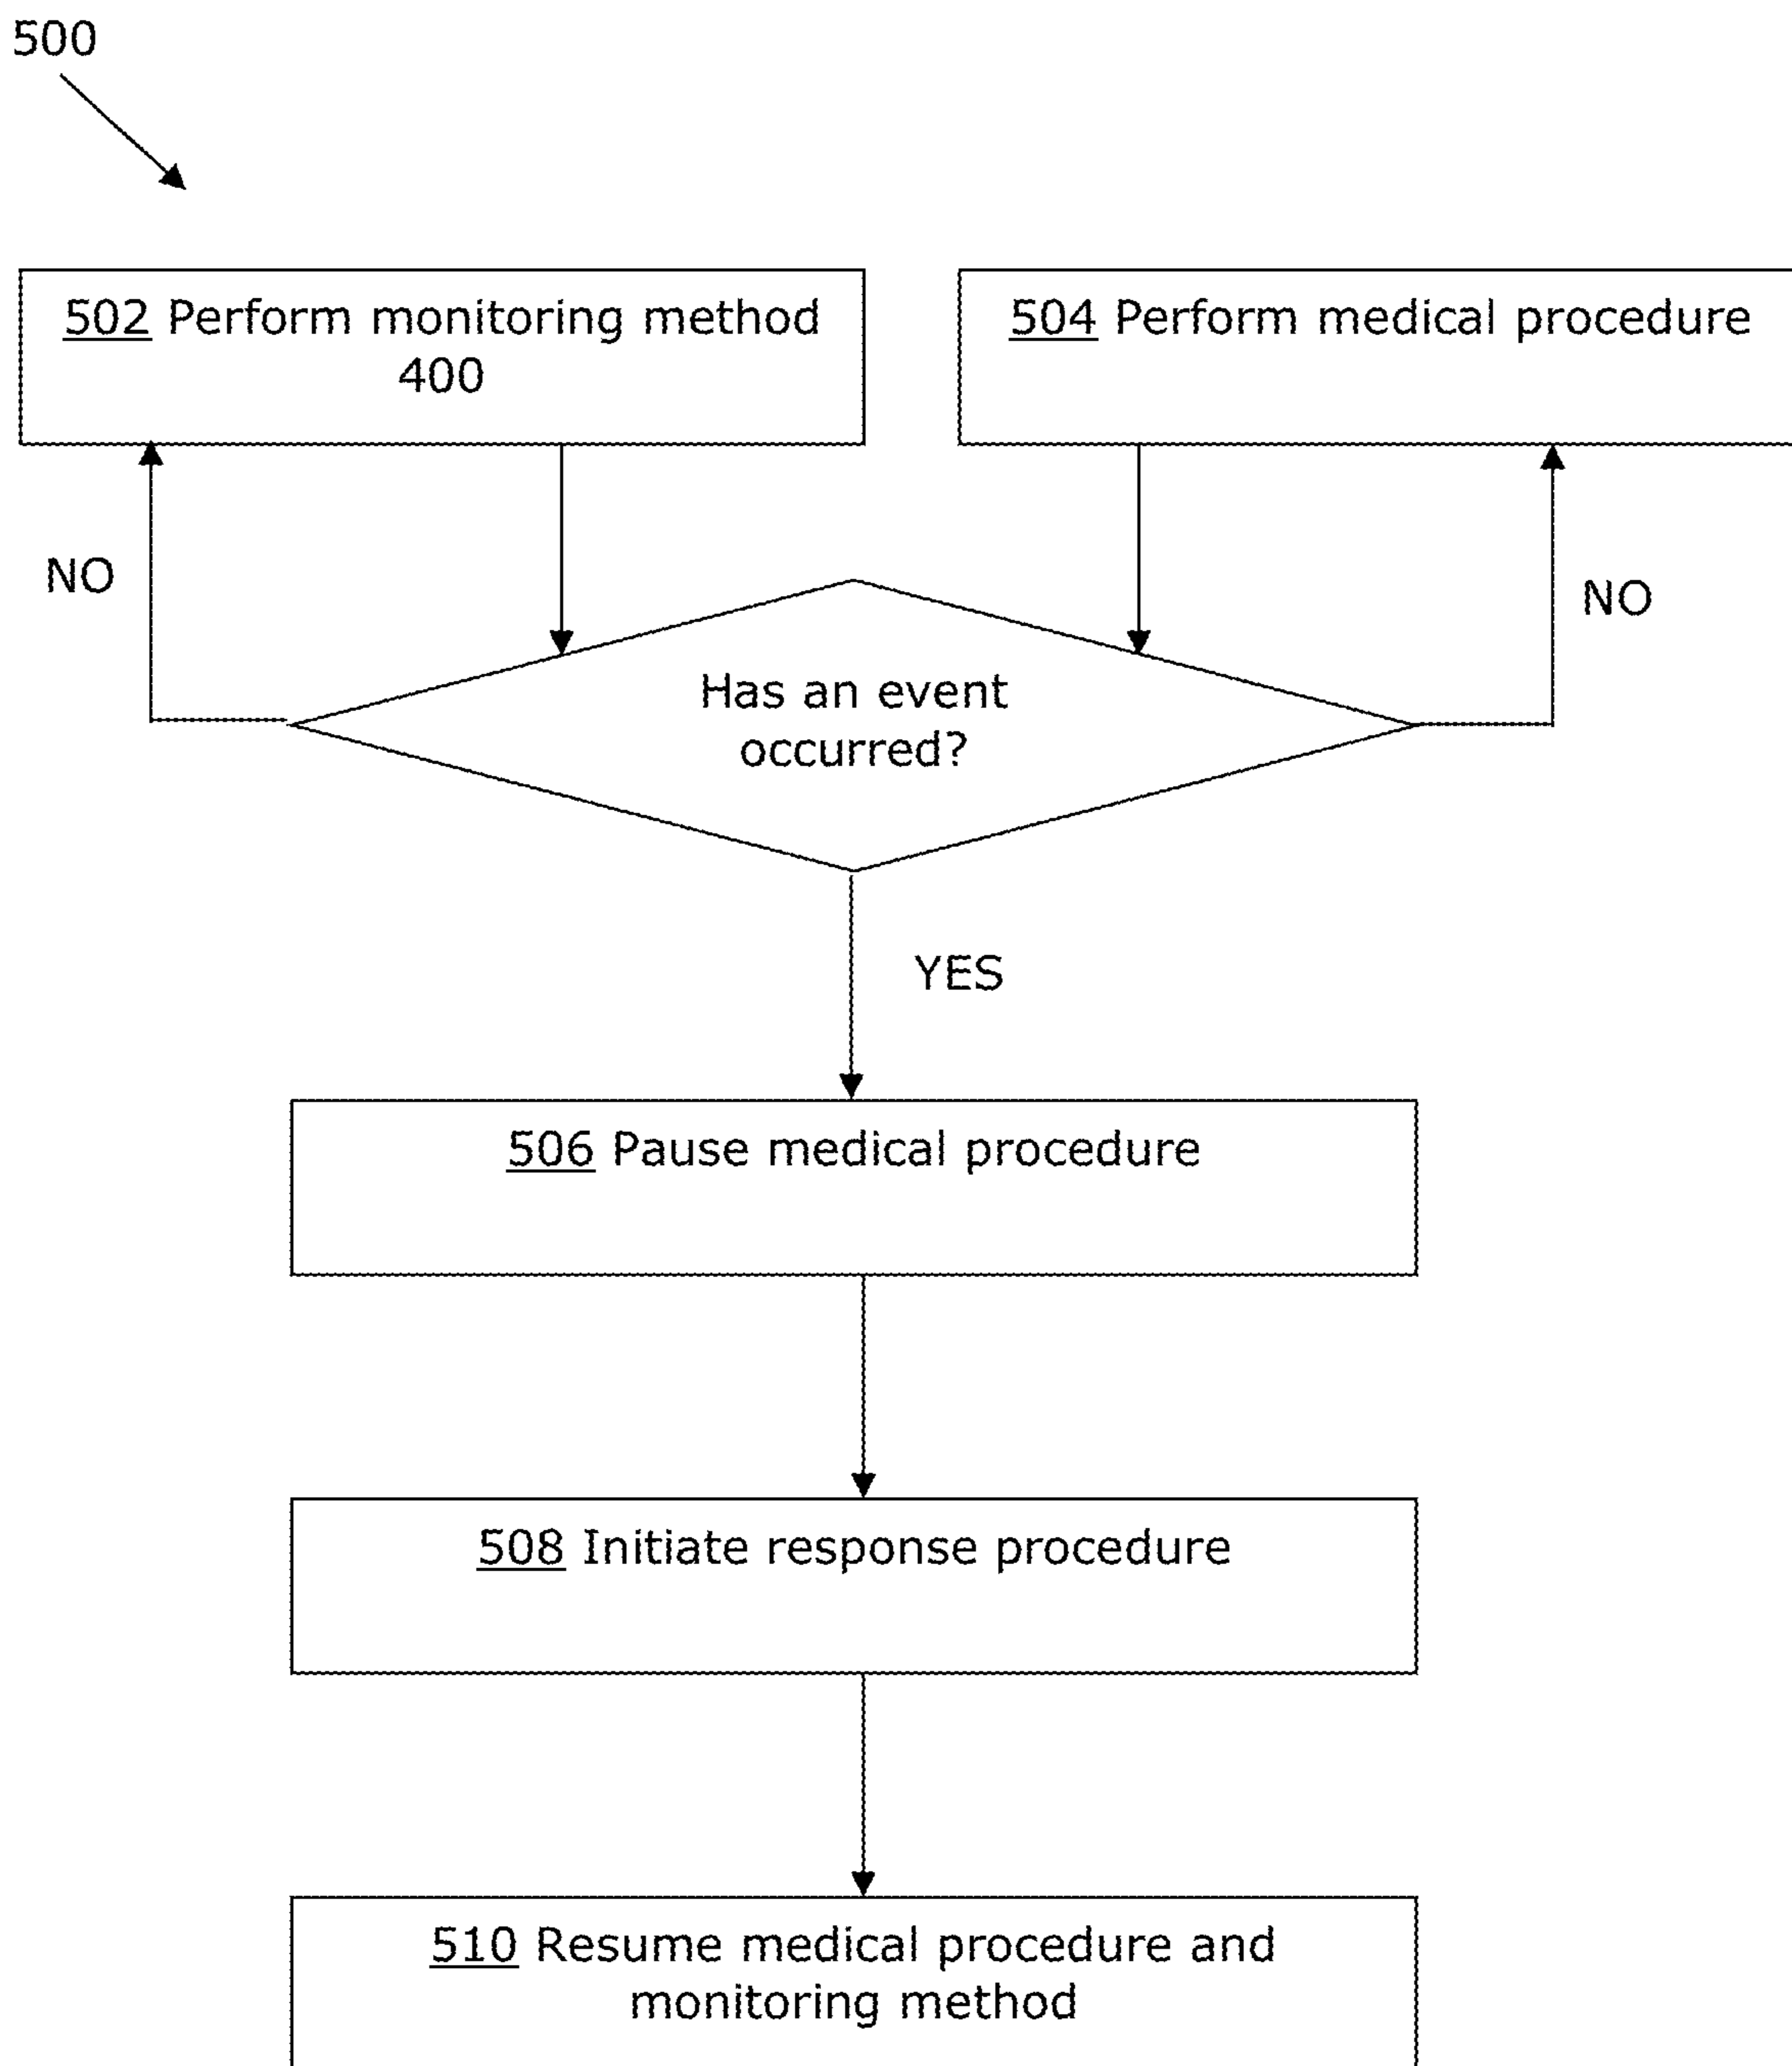 500
502 Perform monitoring method
400
504 Perform medical procedure
NO
NO
Has an event
occurred?
YES
506 Pause medical procedure
508 Initiate response procedure
510 Resume medical procedure and
monitoring method